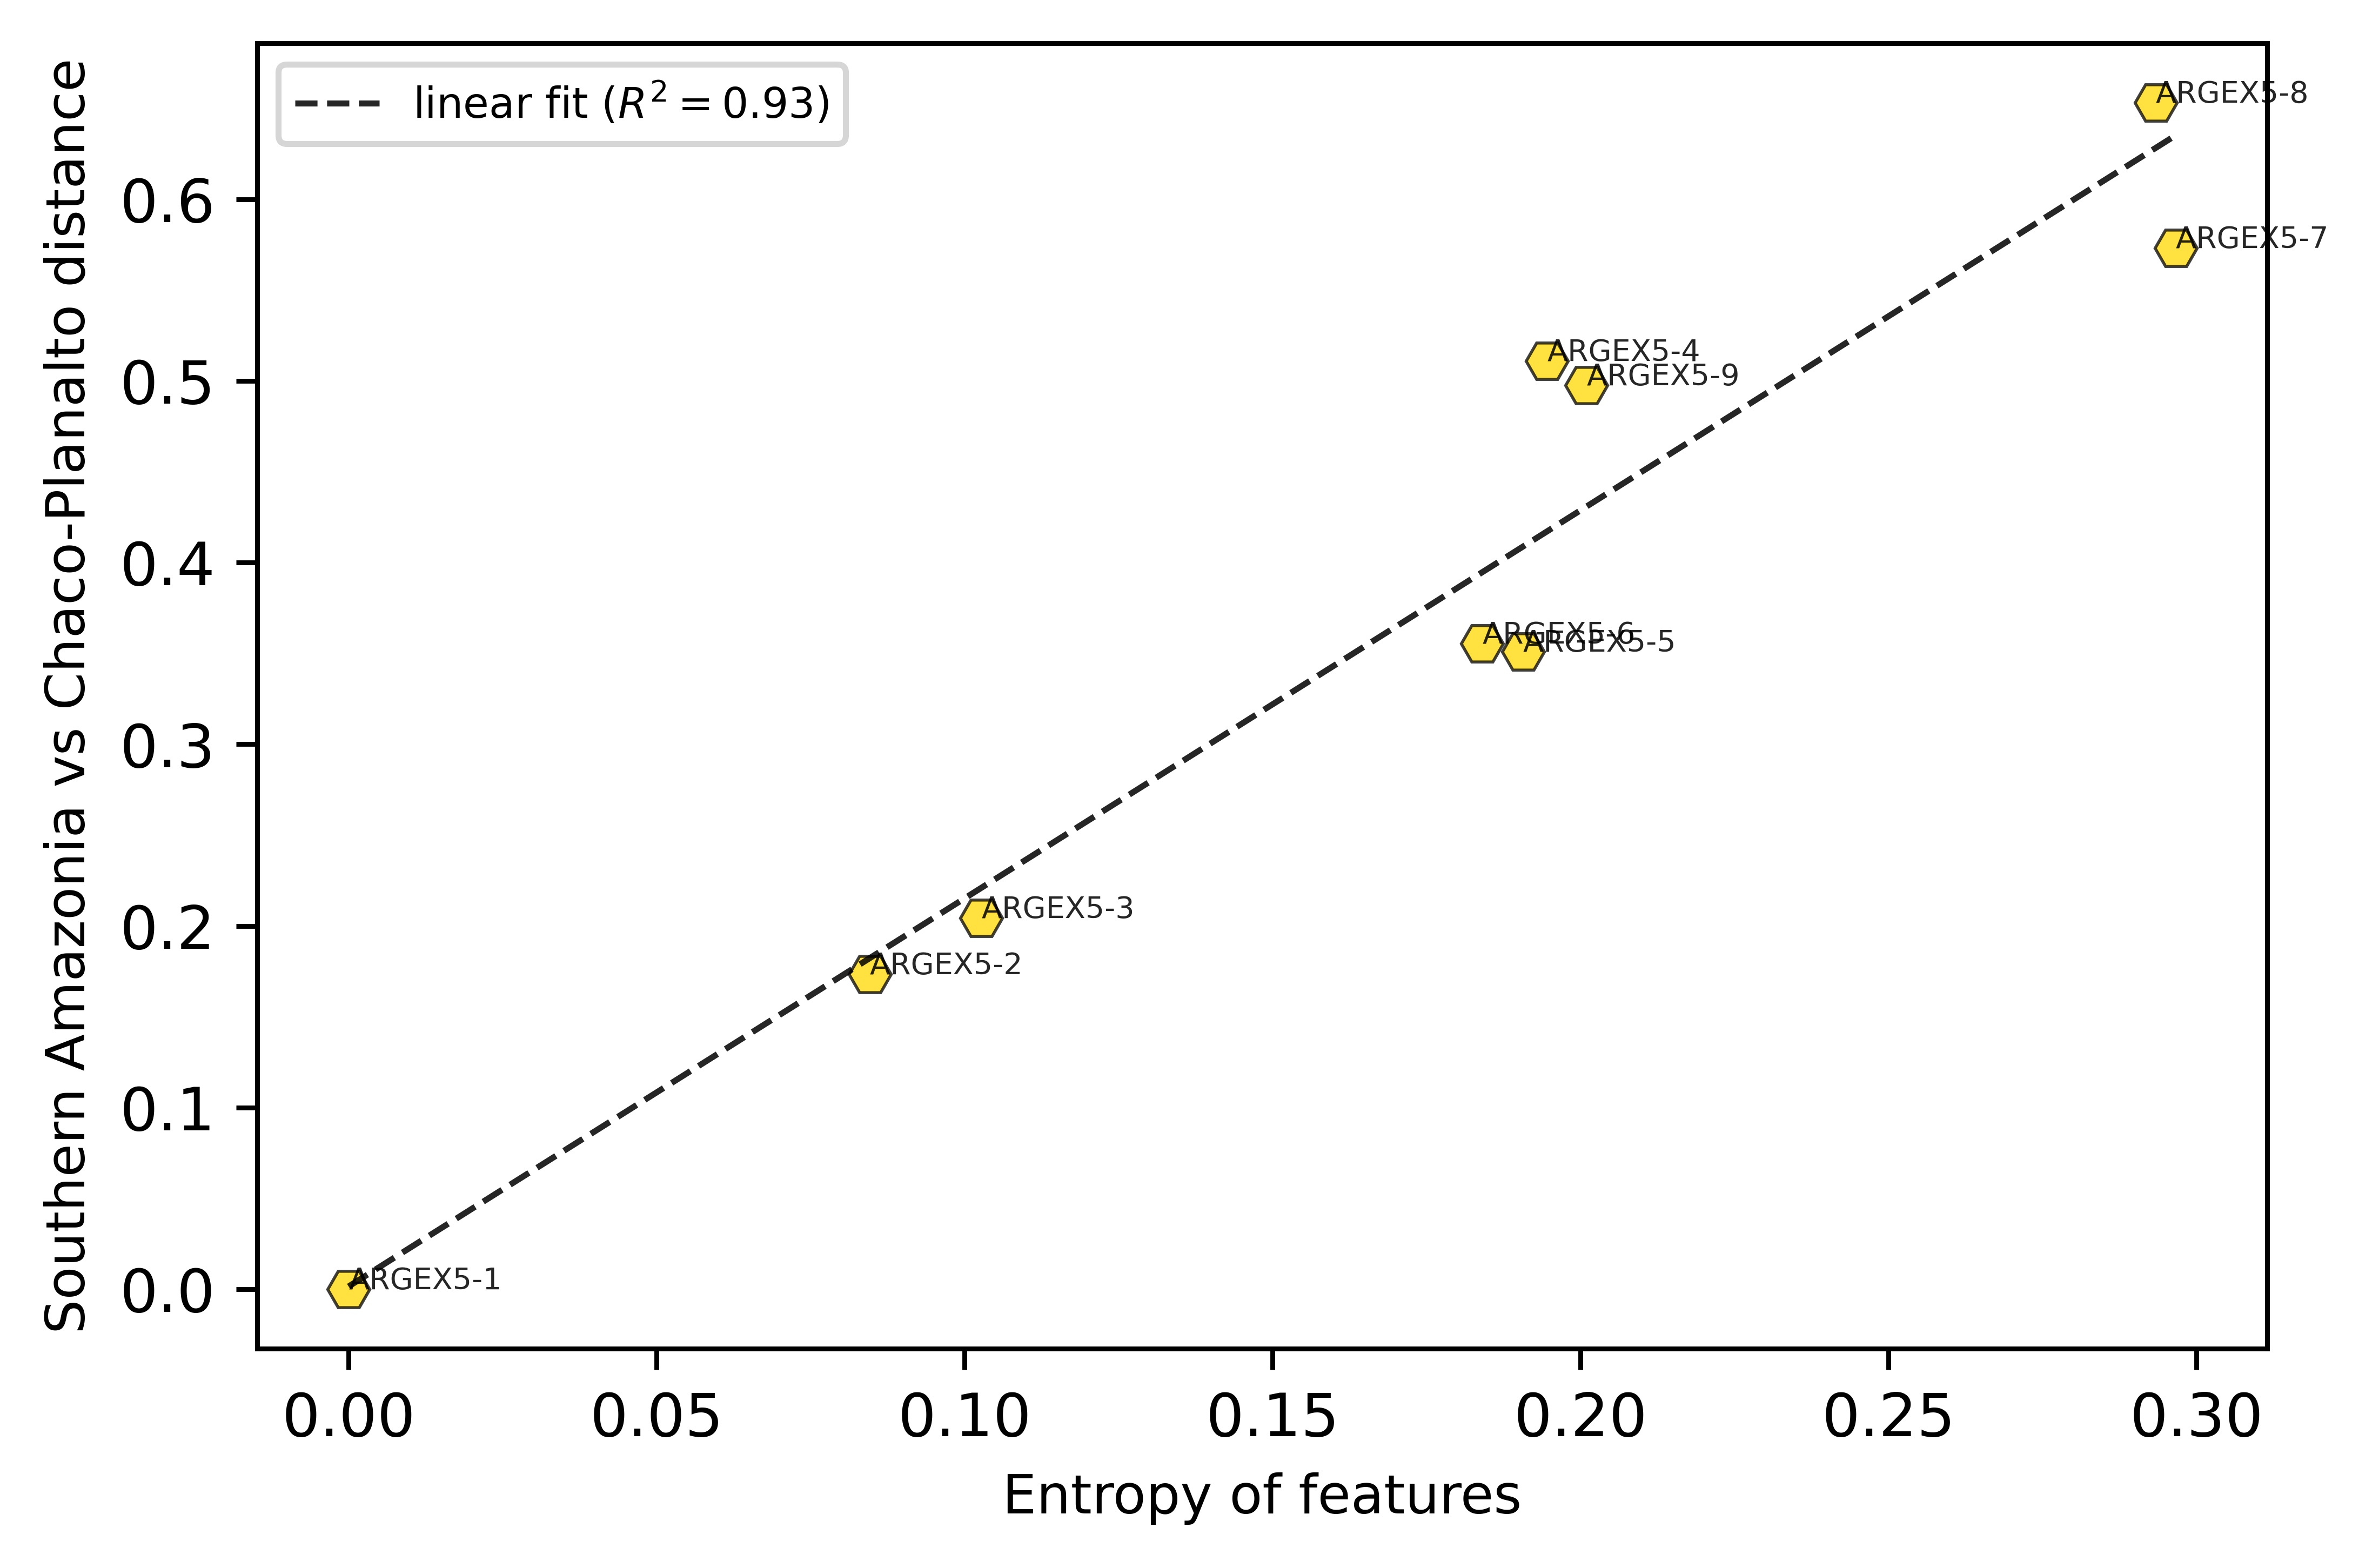 linear fit (R² = 0.93)
ARGEX5-8
ARGEX5-7
ARGEX5-4
ARGEX5-9
ARGEX5-6
ARGEX5-5
ARGEX5-3
ARGEX5-2
ARGEX5-1
Southern Amazonia vs Chaco-Planalto distance
0.6
0.5
0.4
0.3
0.2
0.1
0.0
0.00 0.05 0.10 0.15 0.20 0.25 0.30
Entropy of features